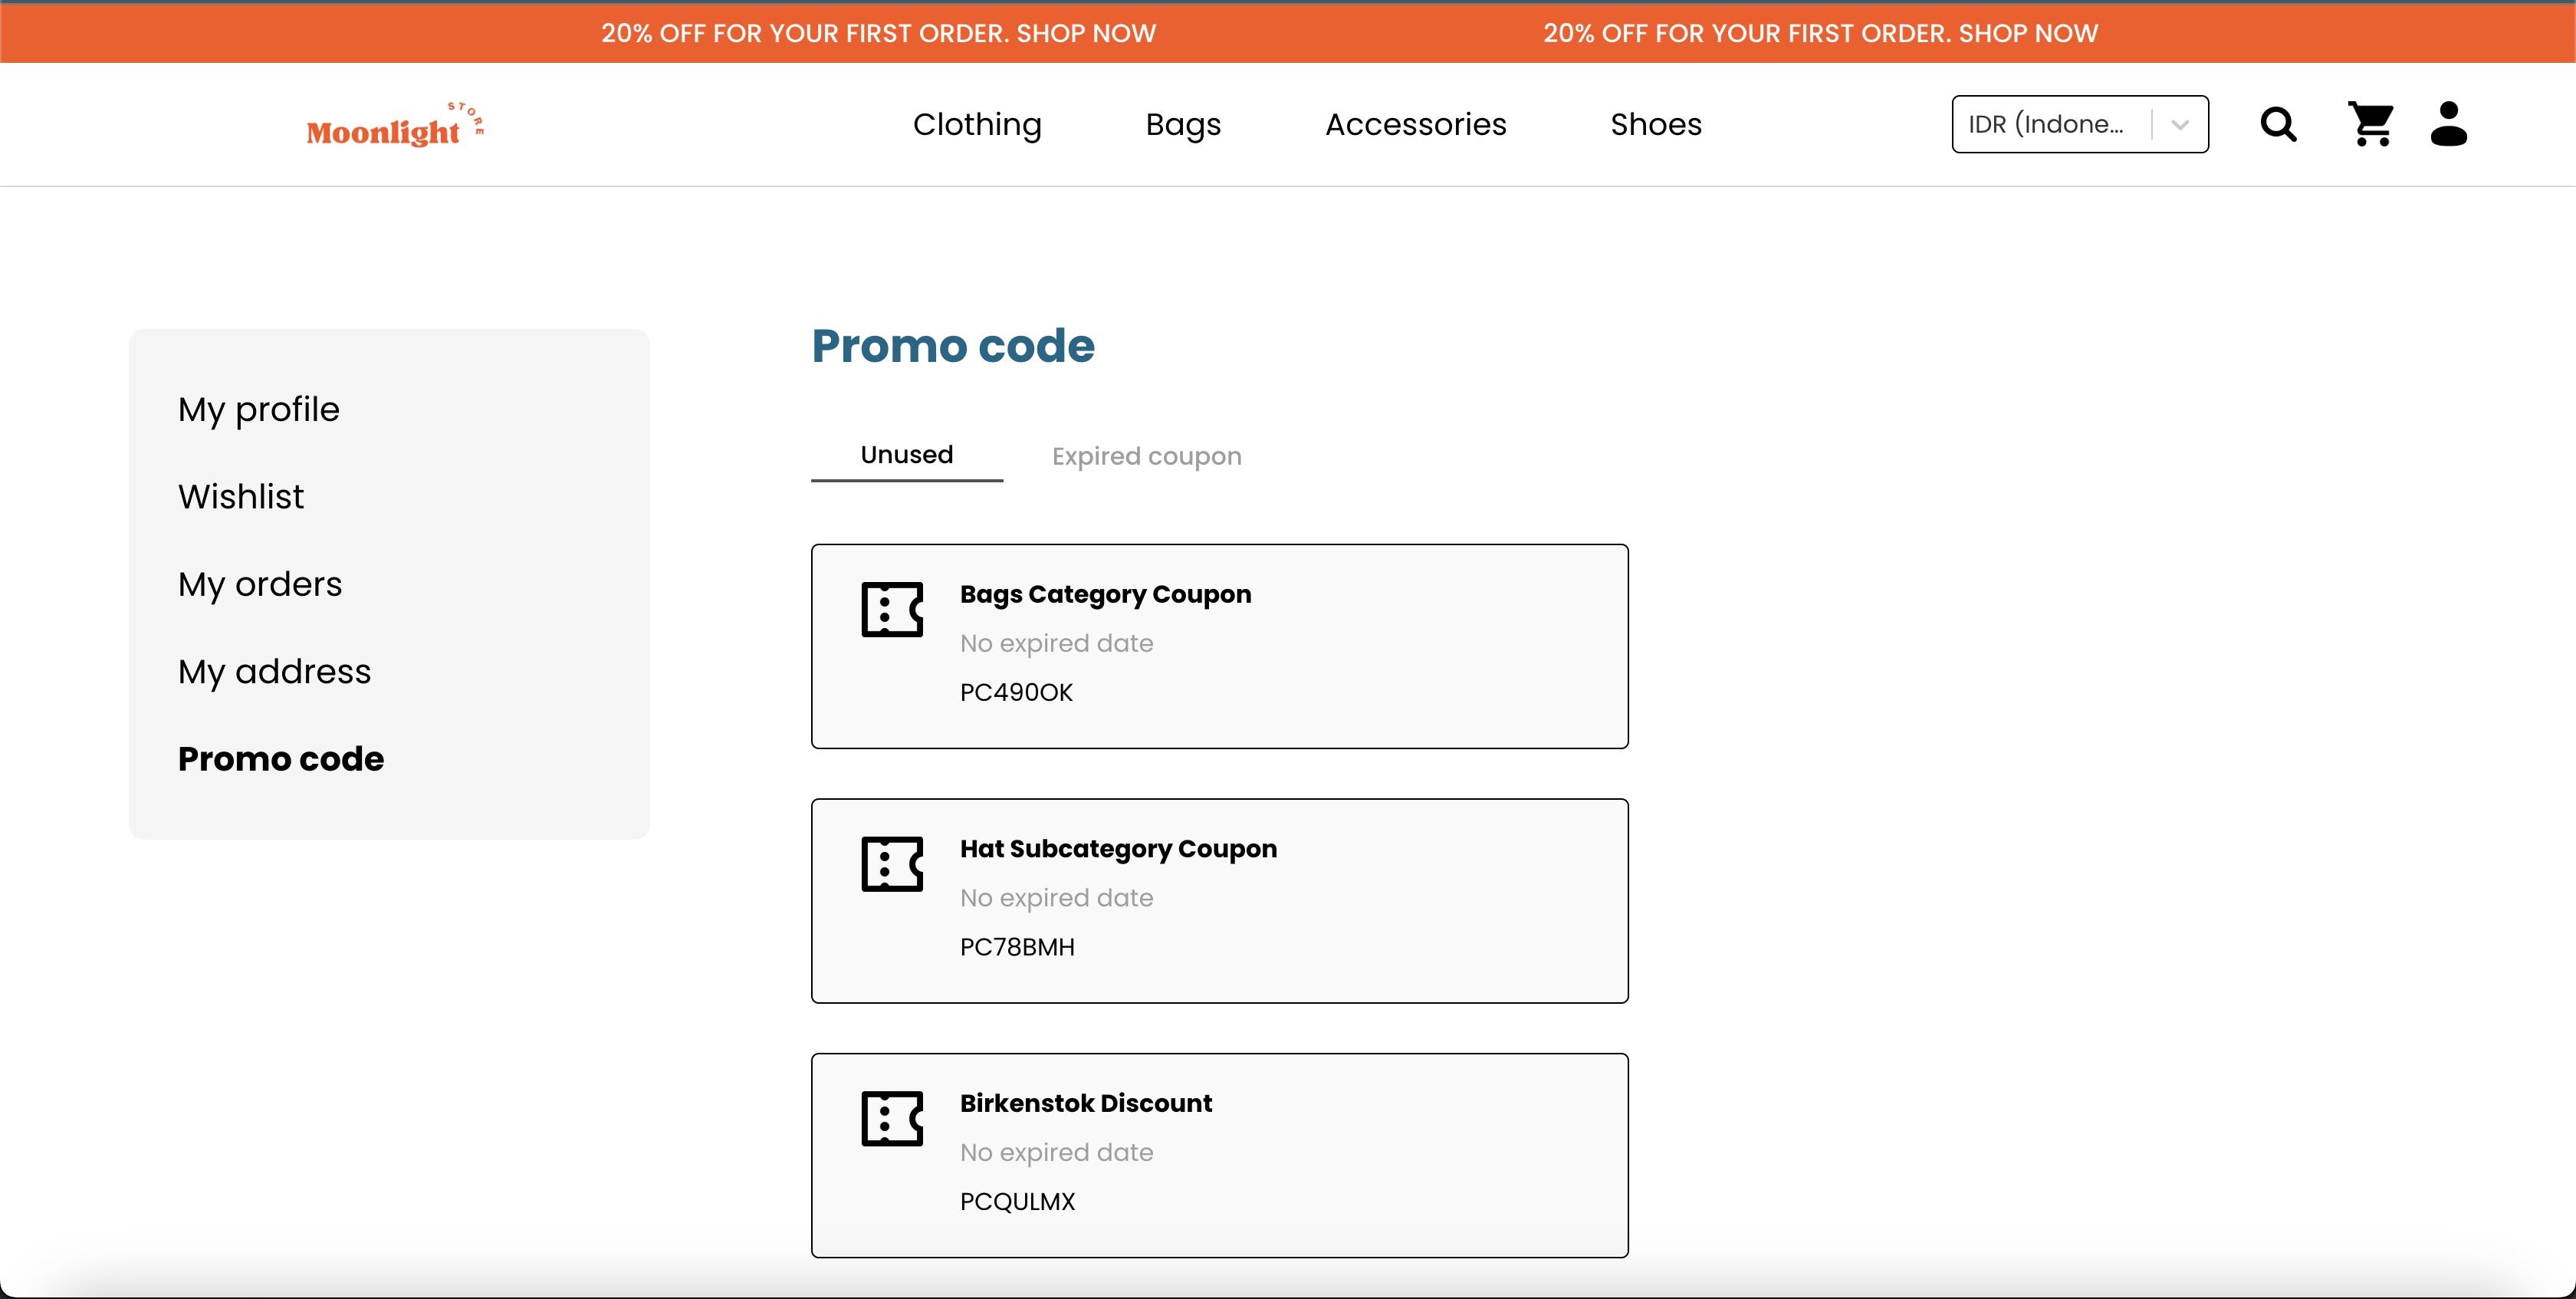 20% OFF FOR YOUR FIRST ORDER. SHOP NOW 20% OFF FOR YOUR FIRST ORDER. SHOP NOW
Moonlight STORE
Clothing Bags Accessories Shoes
IDR (Indone...
My profile
Wishlist
My orders
My address
Promo code
Promo code
Unused Expired coupon
Bags Category Coupon
No expired date
PC490OK
Hat Subcategory Coupon
No expired date
PC78BMH
Birkenstok Discount
No expired date
PCQULMX